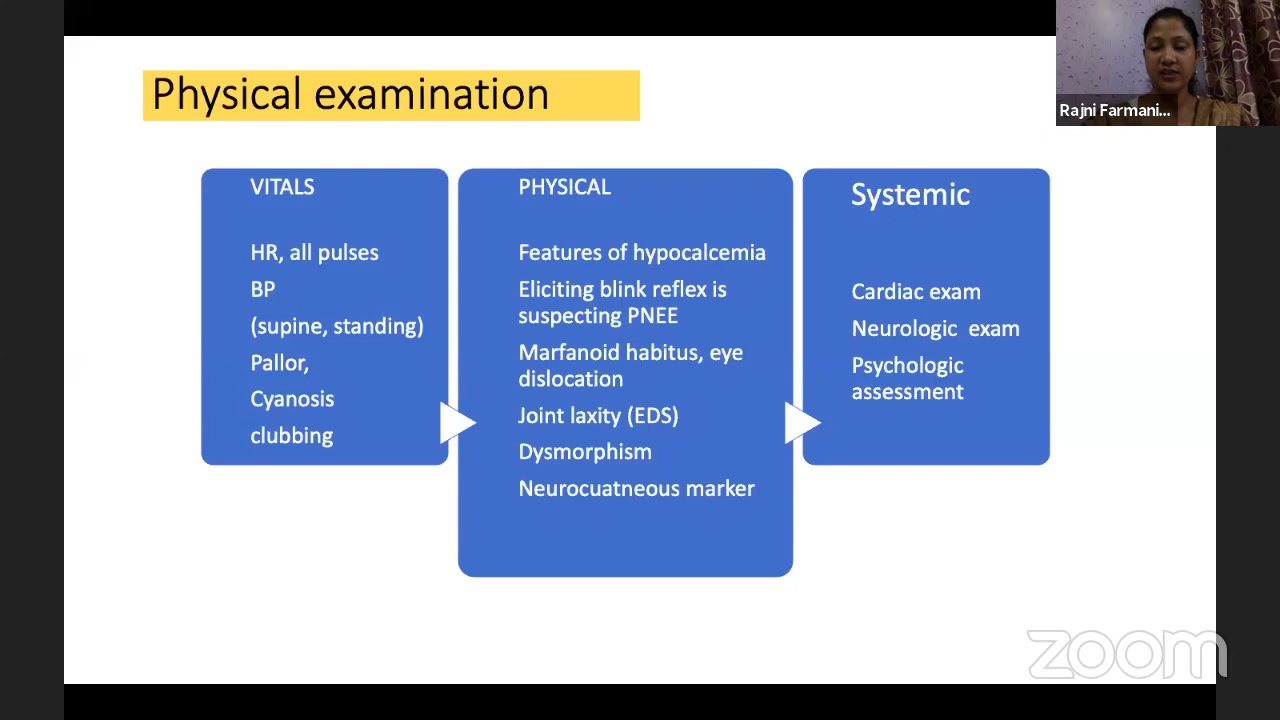 Physical examination
VITALS
HR, all pulses
BP
(supine, standing)
Pallor,
Cyanosis
clubbing
PHYSICAL
Features of hypocalcemia
Eliciting blink reflex is
suspecting PNEE
Marfanoid habitus, eye
dislocation
Joint laxity (EDS)
Dysmorphism
Neurocuatneous marker
Systemic
Cardiac exam
Neurologic exam
Psychologic
assessment
Rajni Farmani...
zoom